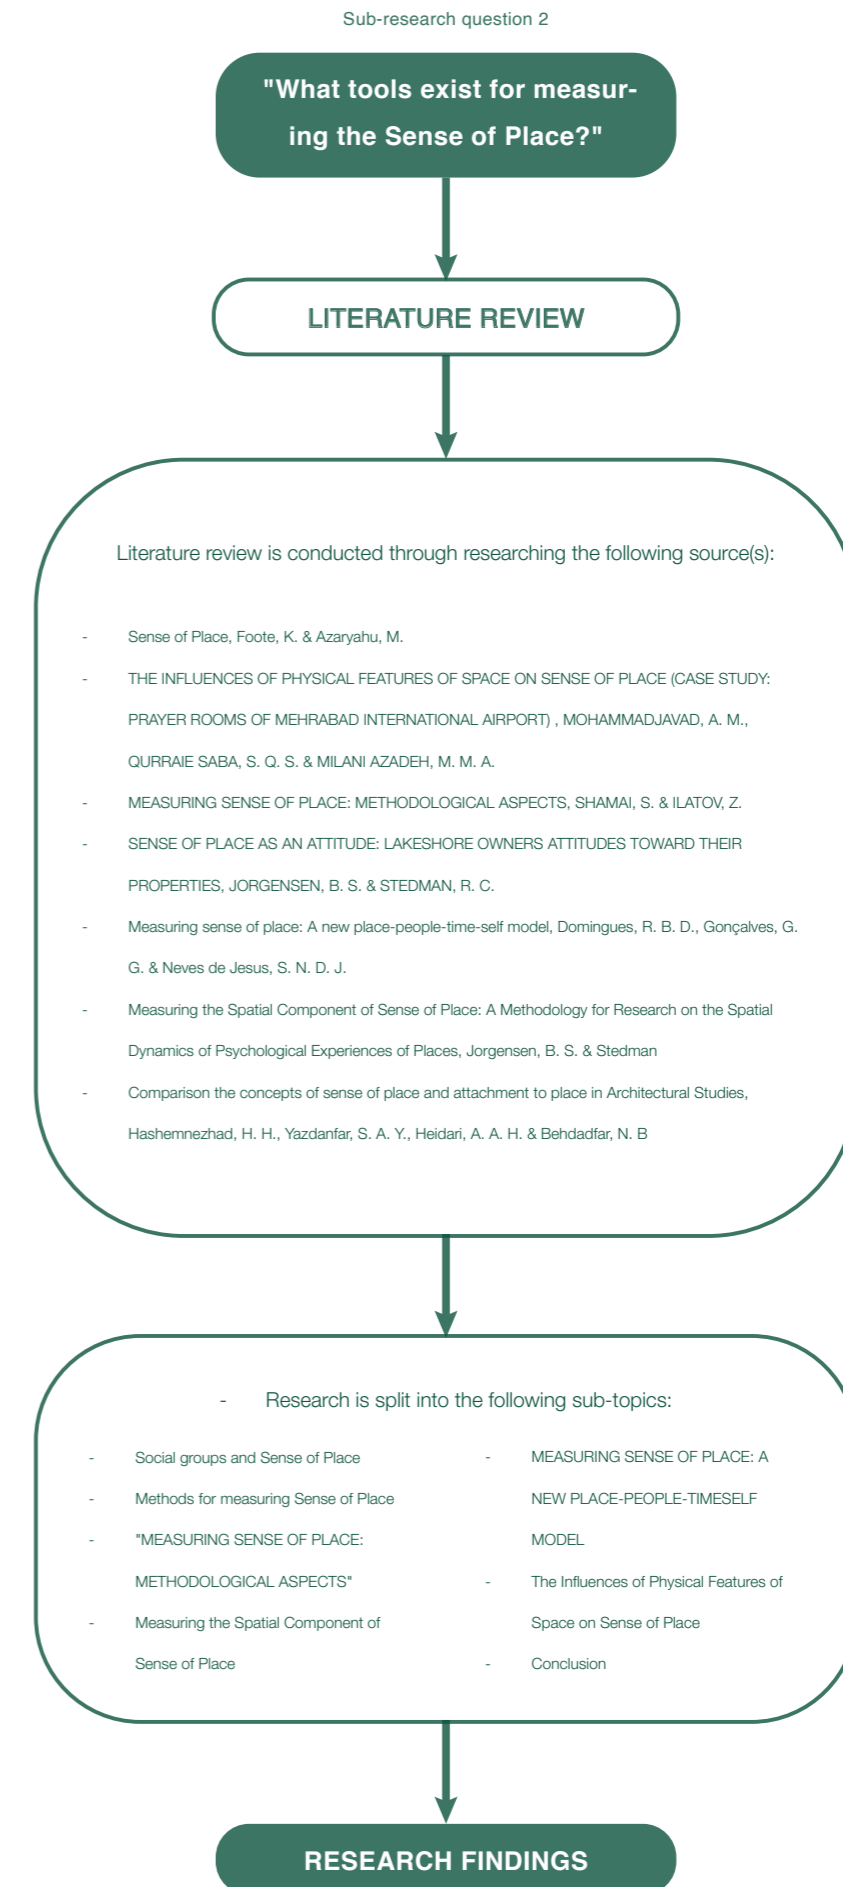 Sub-research question 2
"What tools exist for measur-
ing the Sense of Place?"
LITERATURE REVIEW
Literature review is conducted through researching the following source(s):
- Sense of Place, Foote, K. & Azaryahu, M.
- THE INFLUENCES OF PHYSICAL FEATURES OF SPACE ON SENSE OF PLACE (CASE STUDY:
PRAYER ROOMS OF MEHRABAD INTERNATIONAL AIRPORT) , MOHAMMADJAVAD, A. M.,
QURRAIE SABA, S. Q. S. & MILANI AZADEH, M. M. A.
- MEASURING SENSE OF PLACE: METHODOLOGICAL ASPECTS, SHAMAI, S. & ILATOV, Z.
- SENSE OF PLACE AS AN ATTITUDE: LAKESHORE OWNERS ATTITUDES TOWARD THEIR
PROPERTIES, JORGENSEN, B. S. & STEDMAN, R. C.
- Measuring sense of place: A new place-people-time-self model, Domingues, R. B. D., Gonçalves, G.
G. & Neves de Jesus, S. N. D. J.
- Measuring the Spatial Component of Sense of Place: A Methodology for Research on the Spatial
Dynamics of Psychological Experiences of Places, Jorgensen, B. S. & Stedman
- Comparison the concepts of sense of place and attachment to place in Architectural Studies,
Hashemnezhad, H. H., Yazdanfar, S. A. Y., Heidari, A. A. H. & Behdadfar, N. B
- Research is split into the following sub-topics:
- Social groups and Sense of Place
- Methods for measuring Sense of Place
- "MEASURING SENSE OF PLACE:
METHODOLOGICAL ASPECTS"
- Measuring the Spatial Component of
Sense of Place
- MEASURING SENSE OF PLACE: A
NEW PLACE-PEOPLE-TIMESELF
MODEL
- The Influences of Physical Features of
Space on Sense of Place
- Conclusion
RESEARCH FINDINGS